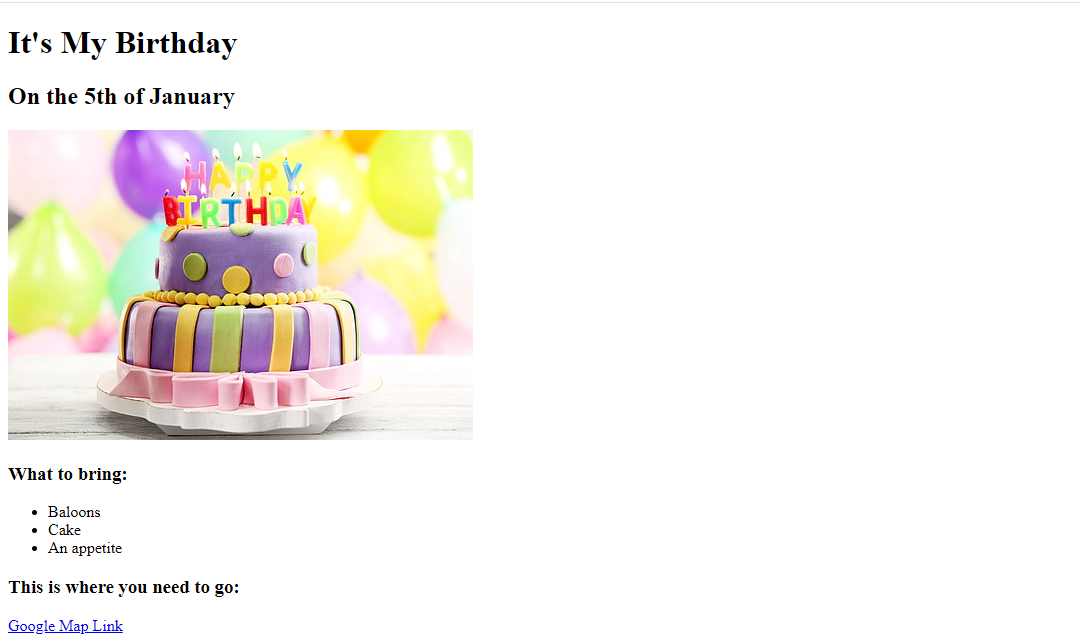 It's My Birthday
On the 5th of January
HAPPY
BIRTHDAY
What to bring:
Baloons
Cake
An appetite
This is where you need to go:
Google Map Link